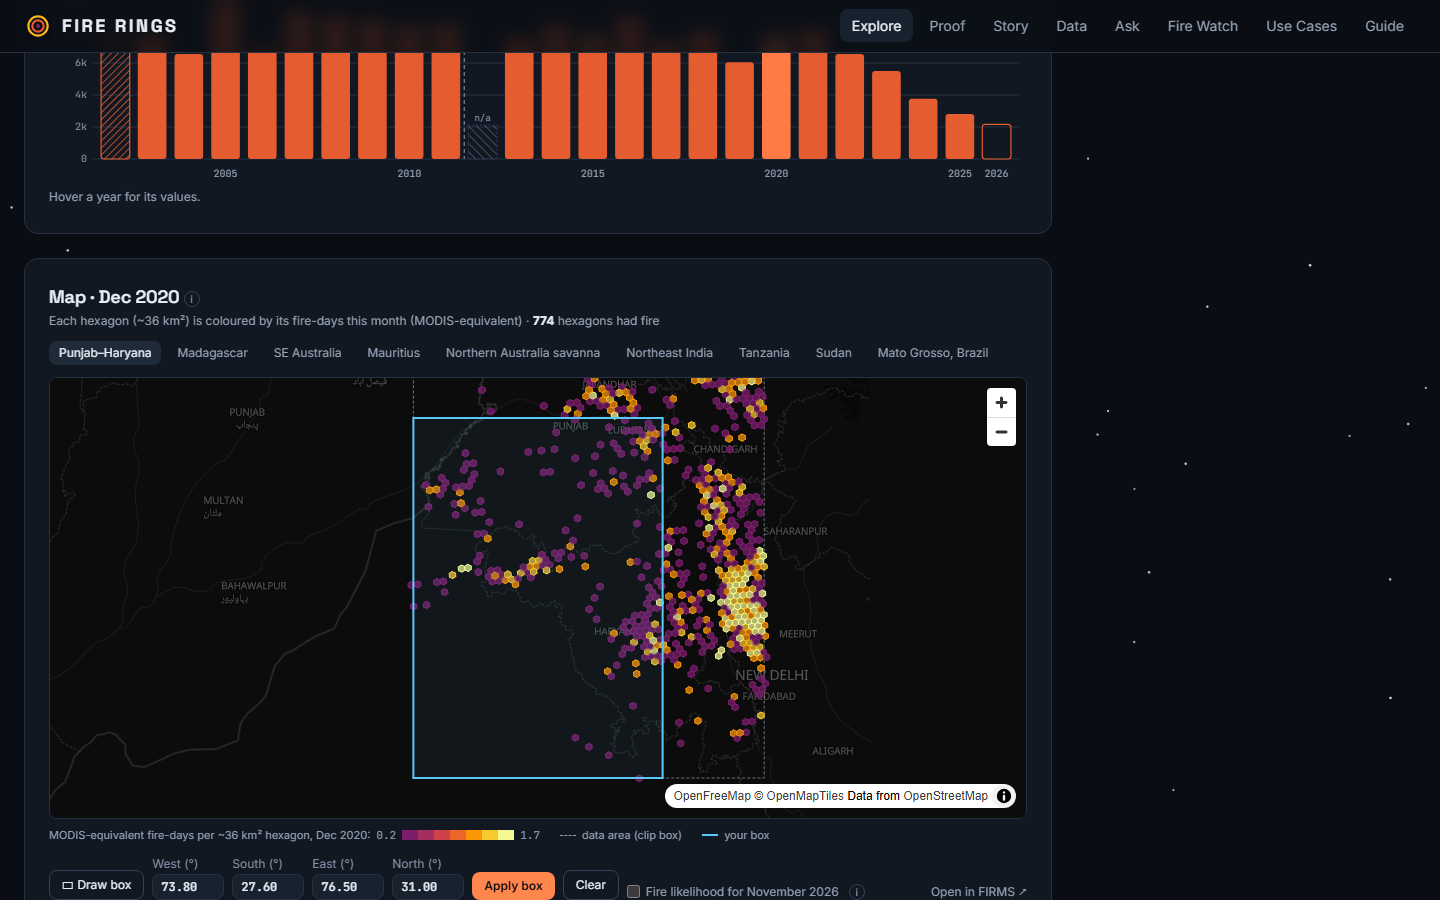 FIRE RINGS
Explore Proof Story Data Ask Fire Watch Use Cases Guide
6k
4k
n/a
2k
0
2005 2010 2015 2020 2025 2026
Hover a year for its values.
Map · Dec 2020
Each hexagon (~36 km²) is coloured by its fire-days this month (MODIS-equivalent) · 774 hexagons had fire
Punjab–Haryana Madagascar SE Australia Mauritius Northern Australia savanna Northeast India Tanzania Sudan Mato Grosso, Brazil
فیصل آباد
PUNJAB
پنجاب
PUNJAB
CHANDIGARH
MULTAN
ملتان
SAHARANPUR
BAHAWALPUR
بہاولپور
MEERUT
NEW DELHI
FARIDABAD
ALIGARH
+
−
OpenFreeMap © OpenMapTiles Data from OpenStreetMap
MODIS-equivalent fire-days per ~36 km² hexagon, Dec 2020: 0.2 1.7 data area (clip box) your box
West (°) South (°) East (°) North (°)
Draw box 73.80 27.60 76.50 31.00 Apply box Clear Fire likelihood for November 2026 Open in FIRMS ↗